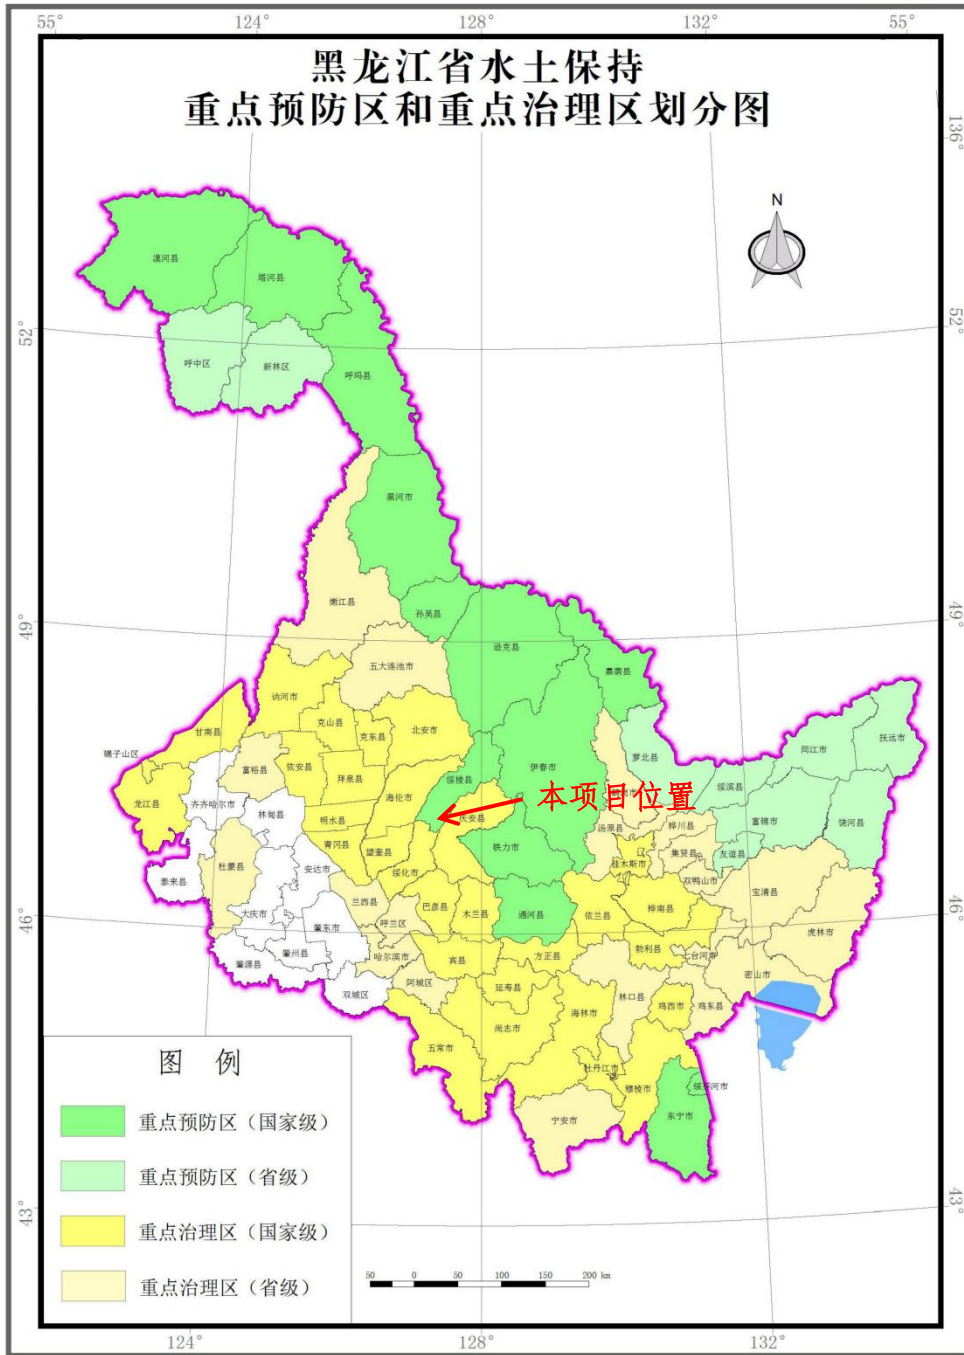 55°
124°
128°
132°
55°
黑龙江省水土保持
重点预防区和重点治理区划分图
136°
N
漠河县
塔河县
52°
52°
呼中区
新林区
呼玛县
黑河市
嫩江县
孙吴县
49°
49°
逊克县
五大连池市
嘉荫县
讷河市
甘南县
克山县
克东县
北安市
抚远市
同江市
碾子山区
萝北县
富裕县
依安县
拜泉县
绥棱县
伊春市
绥滨县
龙江县
齐齐哈尔市
海伦市
本项目位置
林甸县
明水县
庆安县
汤原县
桦川县
富锦市
饶河县
青冈县
望奎县
铁力市
佳木斯市
集贤县
友谊县
杜蒙县
安达市
绥化市
双鸭山市
泰来县
兰西县
巴彦县
木兰县
通河县
依兰县
桦南县
宝清县
46°
46°
大庆市
肇东市
呼兰区
虎林市
肇源县
肇州县
哈尔滨市
宾县
方正县
勃利县
七台河市
双城区
阿城区
延寿县
林口县
鸡西市
鸡东县
密山市
海林市
尚志市
五常市
牡丹江市
穆棱市
绥芬河市
宁安市
东宁市
图 例
重点预防区（国家级）
重点预防区（省级）
重点治理区（国家级）
重点治理区（省级）
43°
43°
50 0 50 100 150 200 km
124°
128°
132°